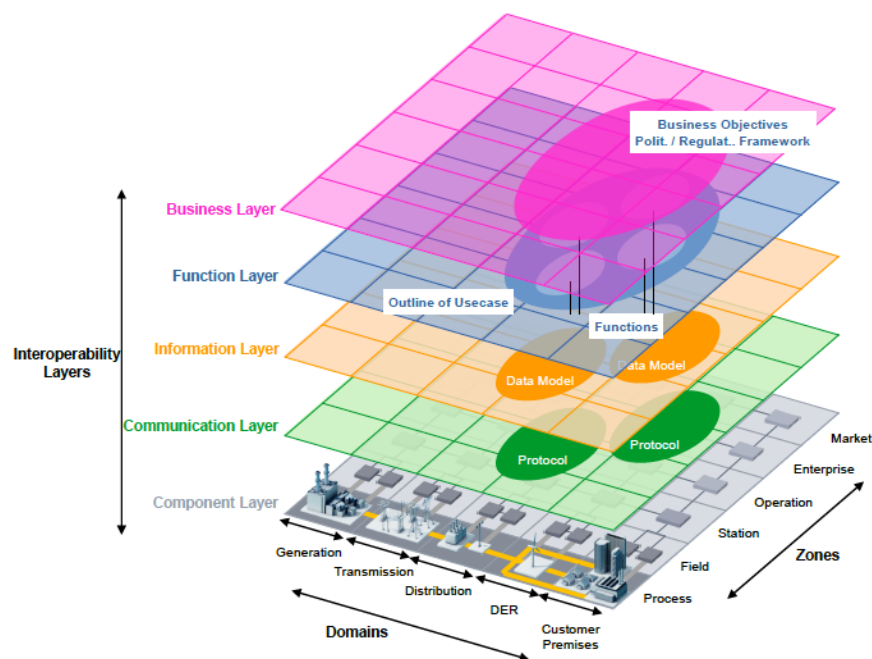 Business Objectives
Polit. / Regulat.. Framework
Business Layer
Function Layer
Outline of Usecase
Functions
Interoperability
Layers
Information Layer
Data Model
Data Model
Communication Layer
Protocol
Protocol
Component Layer
Market
Enterprise
Operation
Station
Field
Process
Zones
Generation
Transmission
Distribution
DER
Customer
Premises
Domains